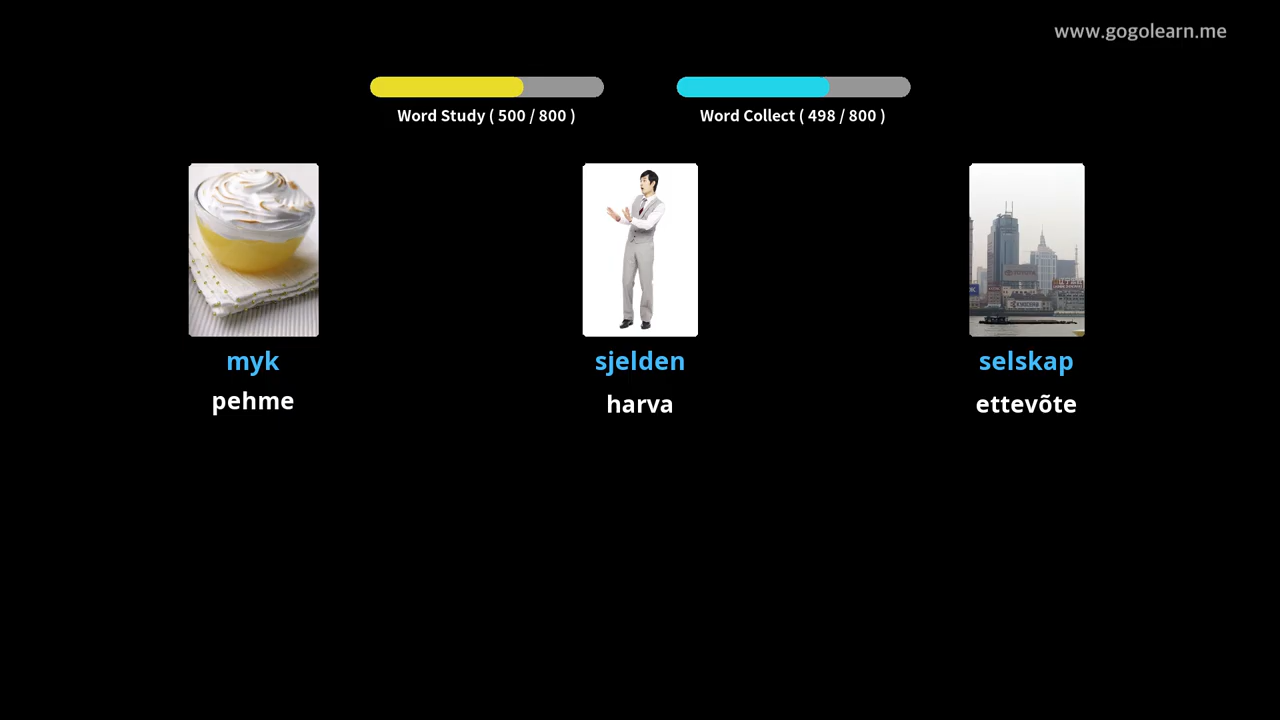 www.gogolearn.me
Word Study ( 500 / 800 )
Word Collect ( 498 / 800 )
myk
sjelden
selskap
pehme
harva
ettevõte